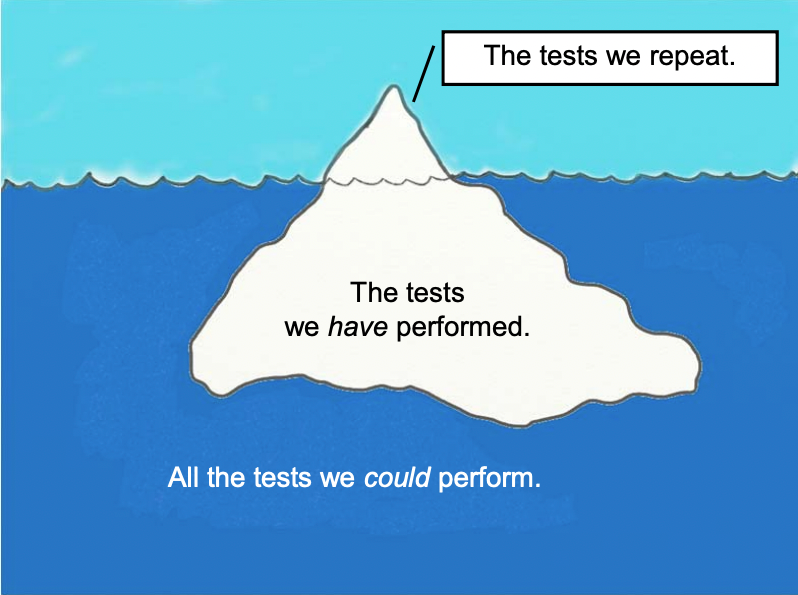 The tests we repeat.
The tests
we have performed.
All the tests we could perform.